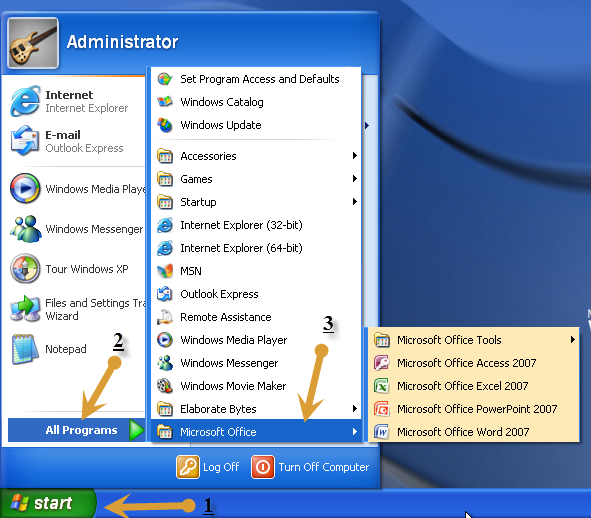 Administrator
Internet
Internet Explorer
E-mail
Outlook Express
Windows Media Playe
Windows Messenger
Tour Windows XP
Files and Settings Tra
Wizard
Notepad
2
All Programs
Set Program Access and Defaults
Windows Catalog
Windows Update
Accessories
Games
Startup
Internet Explorer (32-bit)
Internet Explorer (64-bit)
MSN
Outlook Express
Remote Assistance
3
Windows Media Player
Windows Messenger
Windows Movie Maker
Elaborate Bytes
Microsoft Office
Microsoft Office Tools
Microsoft Office Access 2007
Microsoft Office Excel 2007
Microsoft Office PowerPoint 2007
Microsoft Office Word 2007
Log Off
Turn Off Computer
start
1